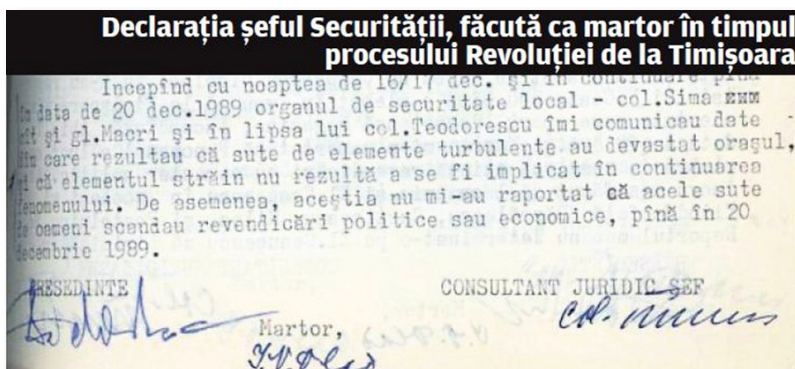 Declarația șeful Securității, făcută ca martor în timpul
procesului Revoluției de la Timișoara
Incepînd cu noaptea de 16/17 dec. și în continuare pînă
în data de 20 dec.1989 organul de securitate local - col.Sima
cît și gl.Macri și în lipsa lui col.Teodorescu îmi comunicau date
din care rezultau că sute de elemente turbulente au devastat orașul,
și că elementul străin nu rezultă a se fi implicat în continuarea
fenomenului. De asemenea, aceștia nu mi-au raportat că acele sute
de oameni scandau revendicări politice sau economice, pînă în 20
decembrie 1989.
PRESEDINTE CONSULTANT JURIDIC ȘEF
Martor,